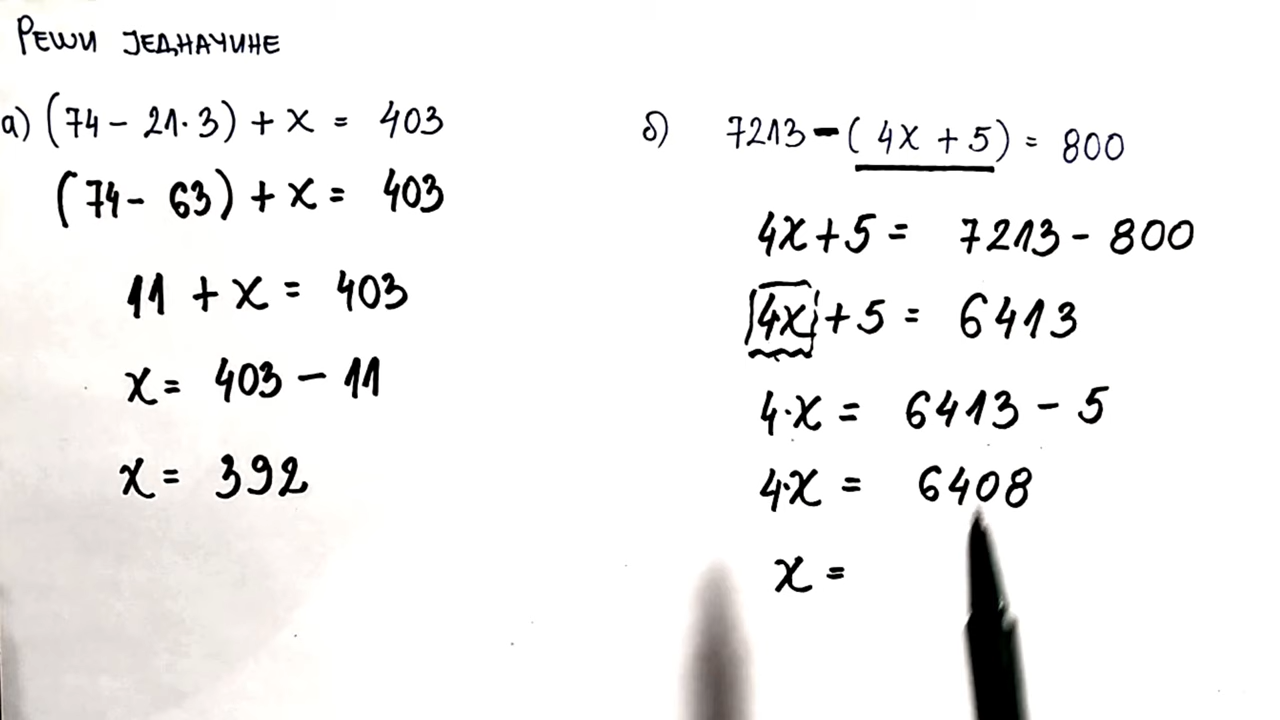 Реши једначине
а) (74 - 21·3) + x = 403
(74 - 63) + x = 403
11 + x = 403
x = 403 - 11
x = 392
б) 7213 - (4x + 5) = 800
4x + 5 = 7213 - 800
4x + 5 = 6413
4·x = 6413 - 5
4·x = 6408
x =